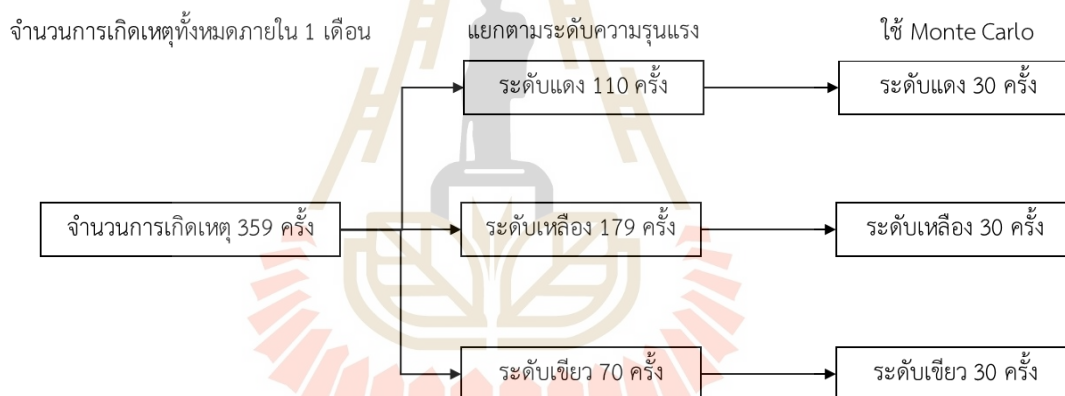 จำนวนการเกิดเหตุทั้งหมดภายใน 1 เดือน
แยกตามระดับความรุนแรง
ใช้ Monte Carlo
ระดับแดง 110 ครั้ง
ระดับแดง 30 ครั้ง
จำนวนการเกิดเหตุ 359 ครั้ง
ระดับเหลือง 179 ครั้ง
ระดับเหลือง 30 ครั้ง
ระดับเขียว 70 ครั้ง
ระดับเขียว 30 ครั้ง